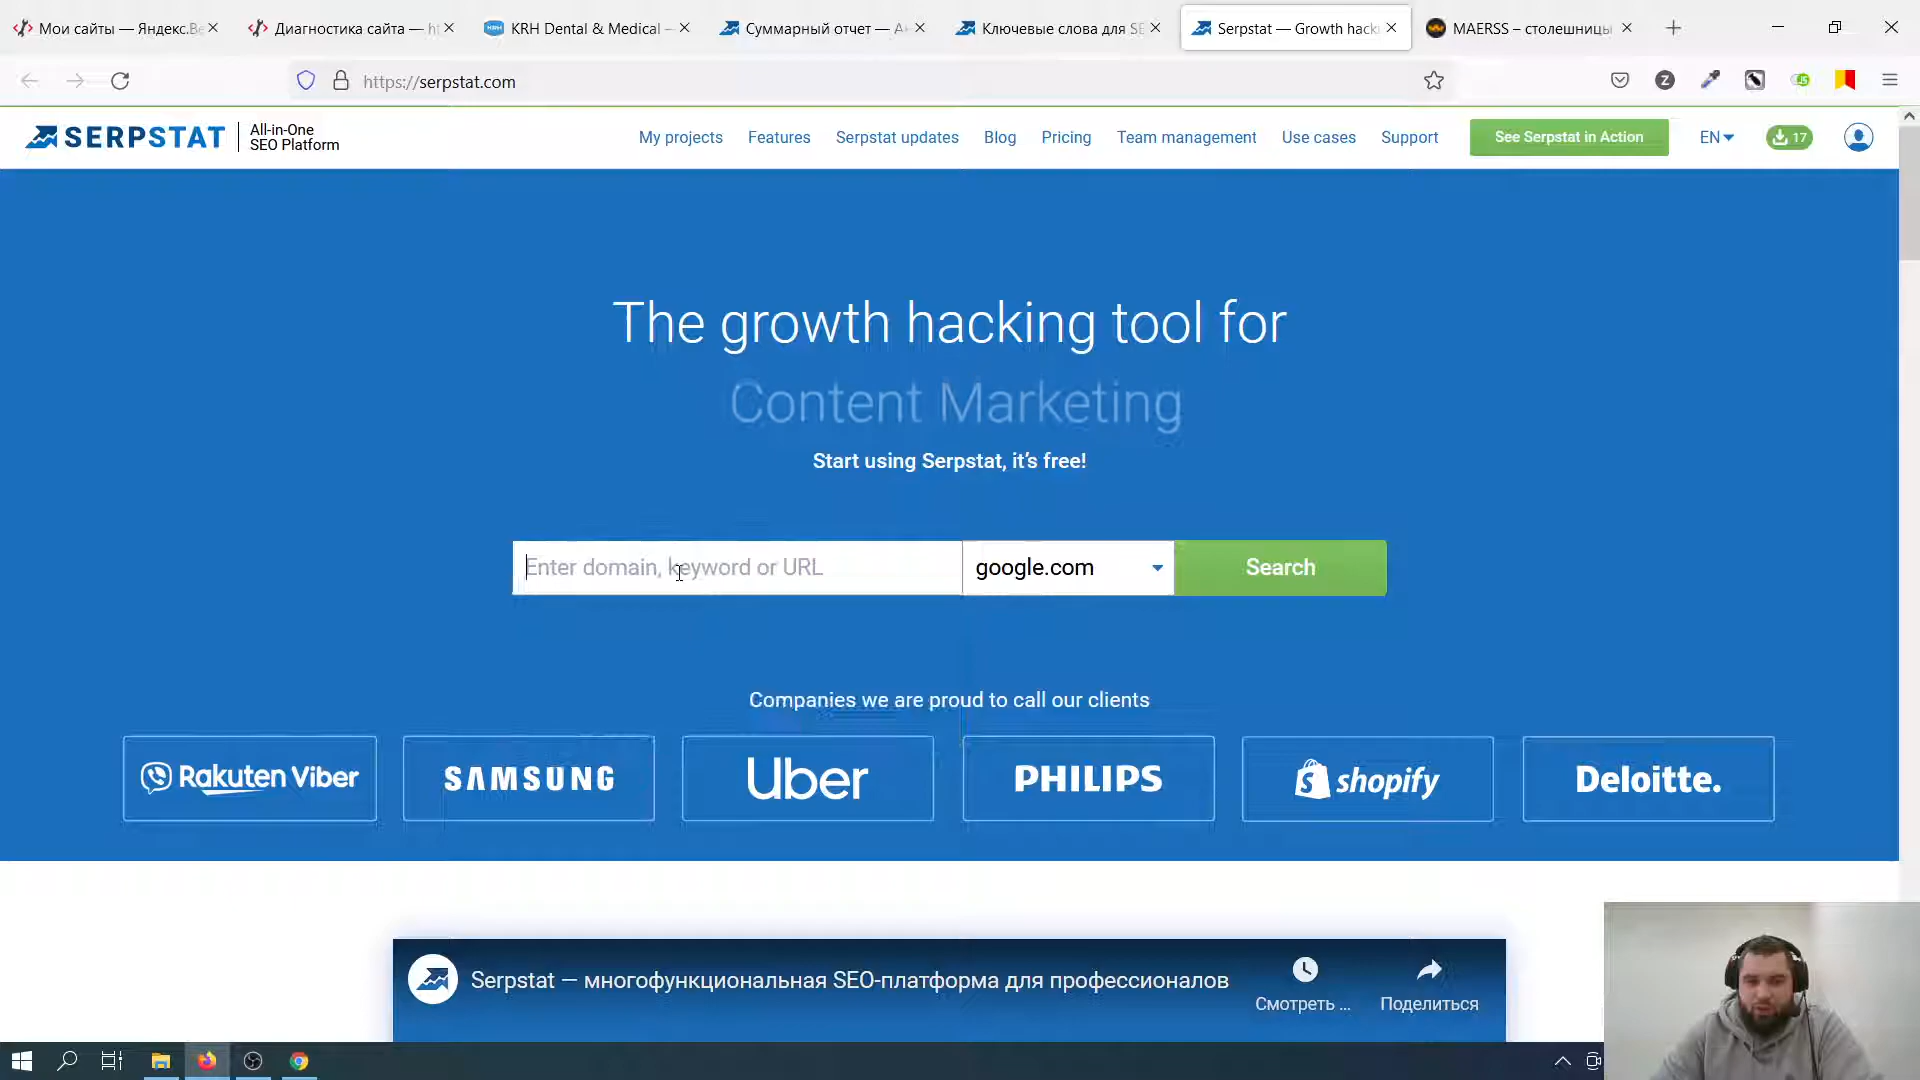 Мои сайты — Яндекс.Ве
Диагностика сайта — ht
KRH Dental & Medical –
Суммарный отчет — Ан
Ключевые слова для SE
Serpstat — Growth hack
MAERSS – столешницы
https://serpstat.com
SERPSTAT
All-in-One
SEO Platform
My projects
Features
Serpstat updates
Blog
Pricing
Team management
Use cases
Support
See Serpstat in Action
EN
17
The growth hacking tool for
Content Marketing
Start using Serpstat, it's free!
Enter domain, keyword or URL
google.com
Search
Companies we are proud to call our clients
Rakuten Viber
SAMSUNG
Uber
PHILIPS
shopify
Deloitte.
Serpstat — многофункциональная SEO-платформа для профессионалов
Смотреть ...
Поделиться